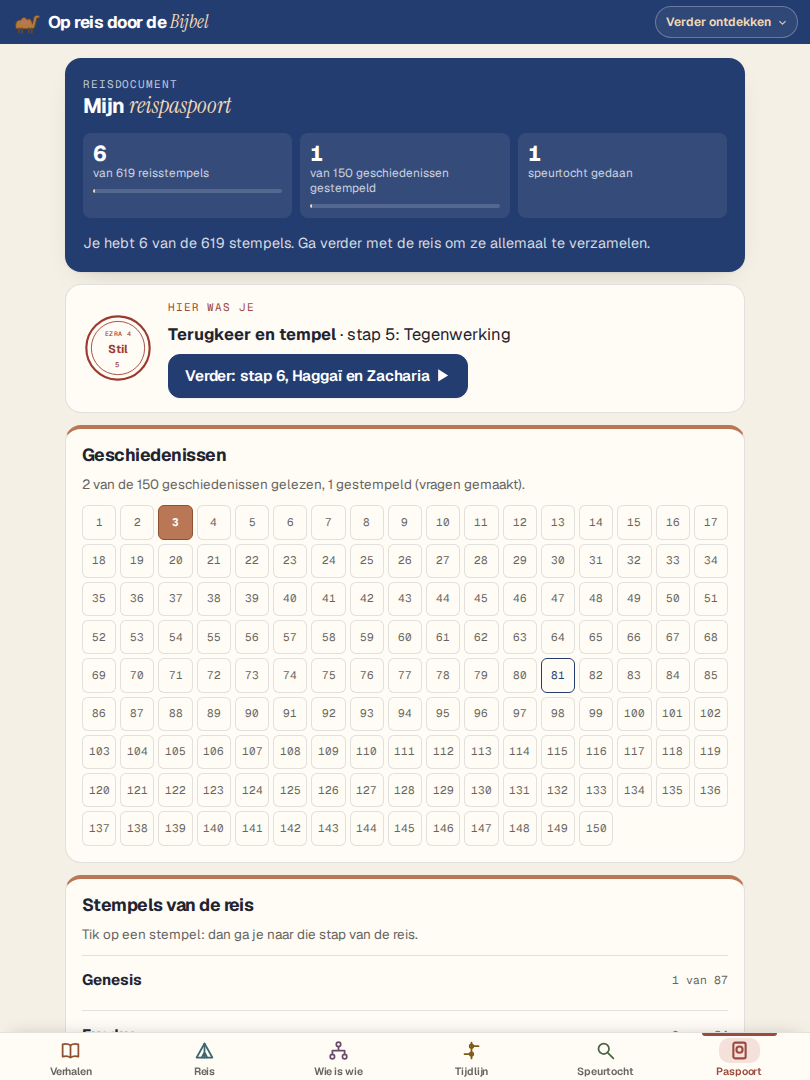 Op reis door de Bijbel
Verder ontdekken
REISDOCUMENT
Mijn reispaspoort
6
van 619 reisstempels
1
van 150 geschiedenissen
gestempeld
1
speurtocht gedaan
Je hebt 6 van de 619 stempels. Ga verder met de reis om ze allemaal te verzamelen.
EZRA 4
Stil
5
HIER WAS JE
Terugkeer en tempel · stap 5: Tegenwerking
Verder: stap 6, Haggaï en Zacharia ▶
Geschiedenissen
2 van de 150 geschiedenissen gelezen, 1 gestempeld (vragen gemaakt).
1 2 3 4 5 6 7 8 9 10 11 12 13 14 15 16 17
18 19 20 21 22 23 24 25 26 27 28 29 30 31 32 33 34
35 36 37 38 39 40 41 42 43 44 45 46 47 48 49 50 51
52 53 54 55 56 57 58 59 60 61 62 63 64 65 66 67 68
69 70 71 72 73 74 75 76 77 78 79 80 81 82 83 84 85
86 87 88 89 90 91 92 93 94 95 96 97 98 99 100 101 102
103 104 105 106 107 108 109 110 111 112 113 114 115 116 117 118 119
120 121 122 123 124 125 126 127 128 129 130 131 132 133 134 135 136
137 138 139 140 141 142 143 144 145 146 147 148 149 150
Stempels van de reis
Tik op een stempel: dan ga je naar die stap van de reis.
Genesis 1 van 87
Verhalen
Reis
Wie is wie
Tijdlijn
Speurtocht
Paspoort